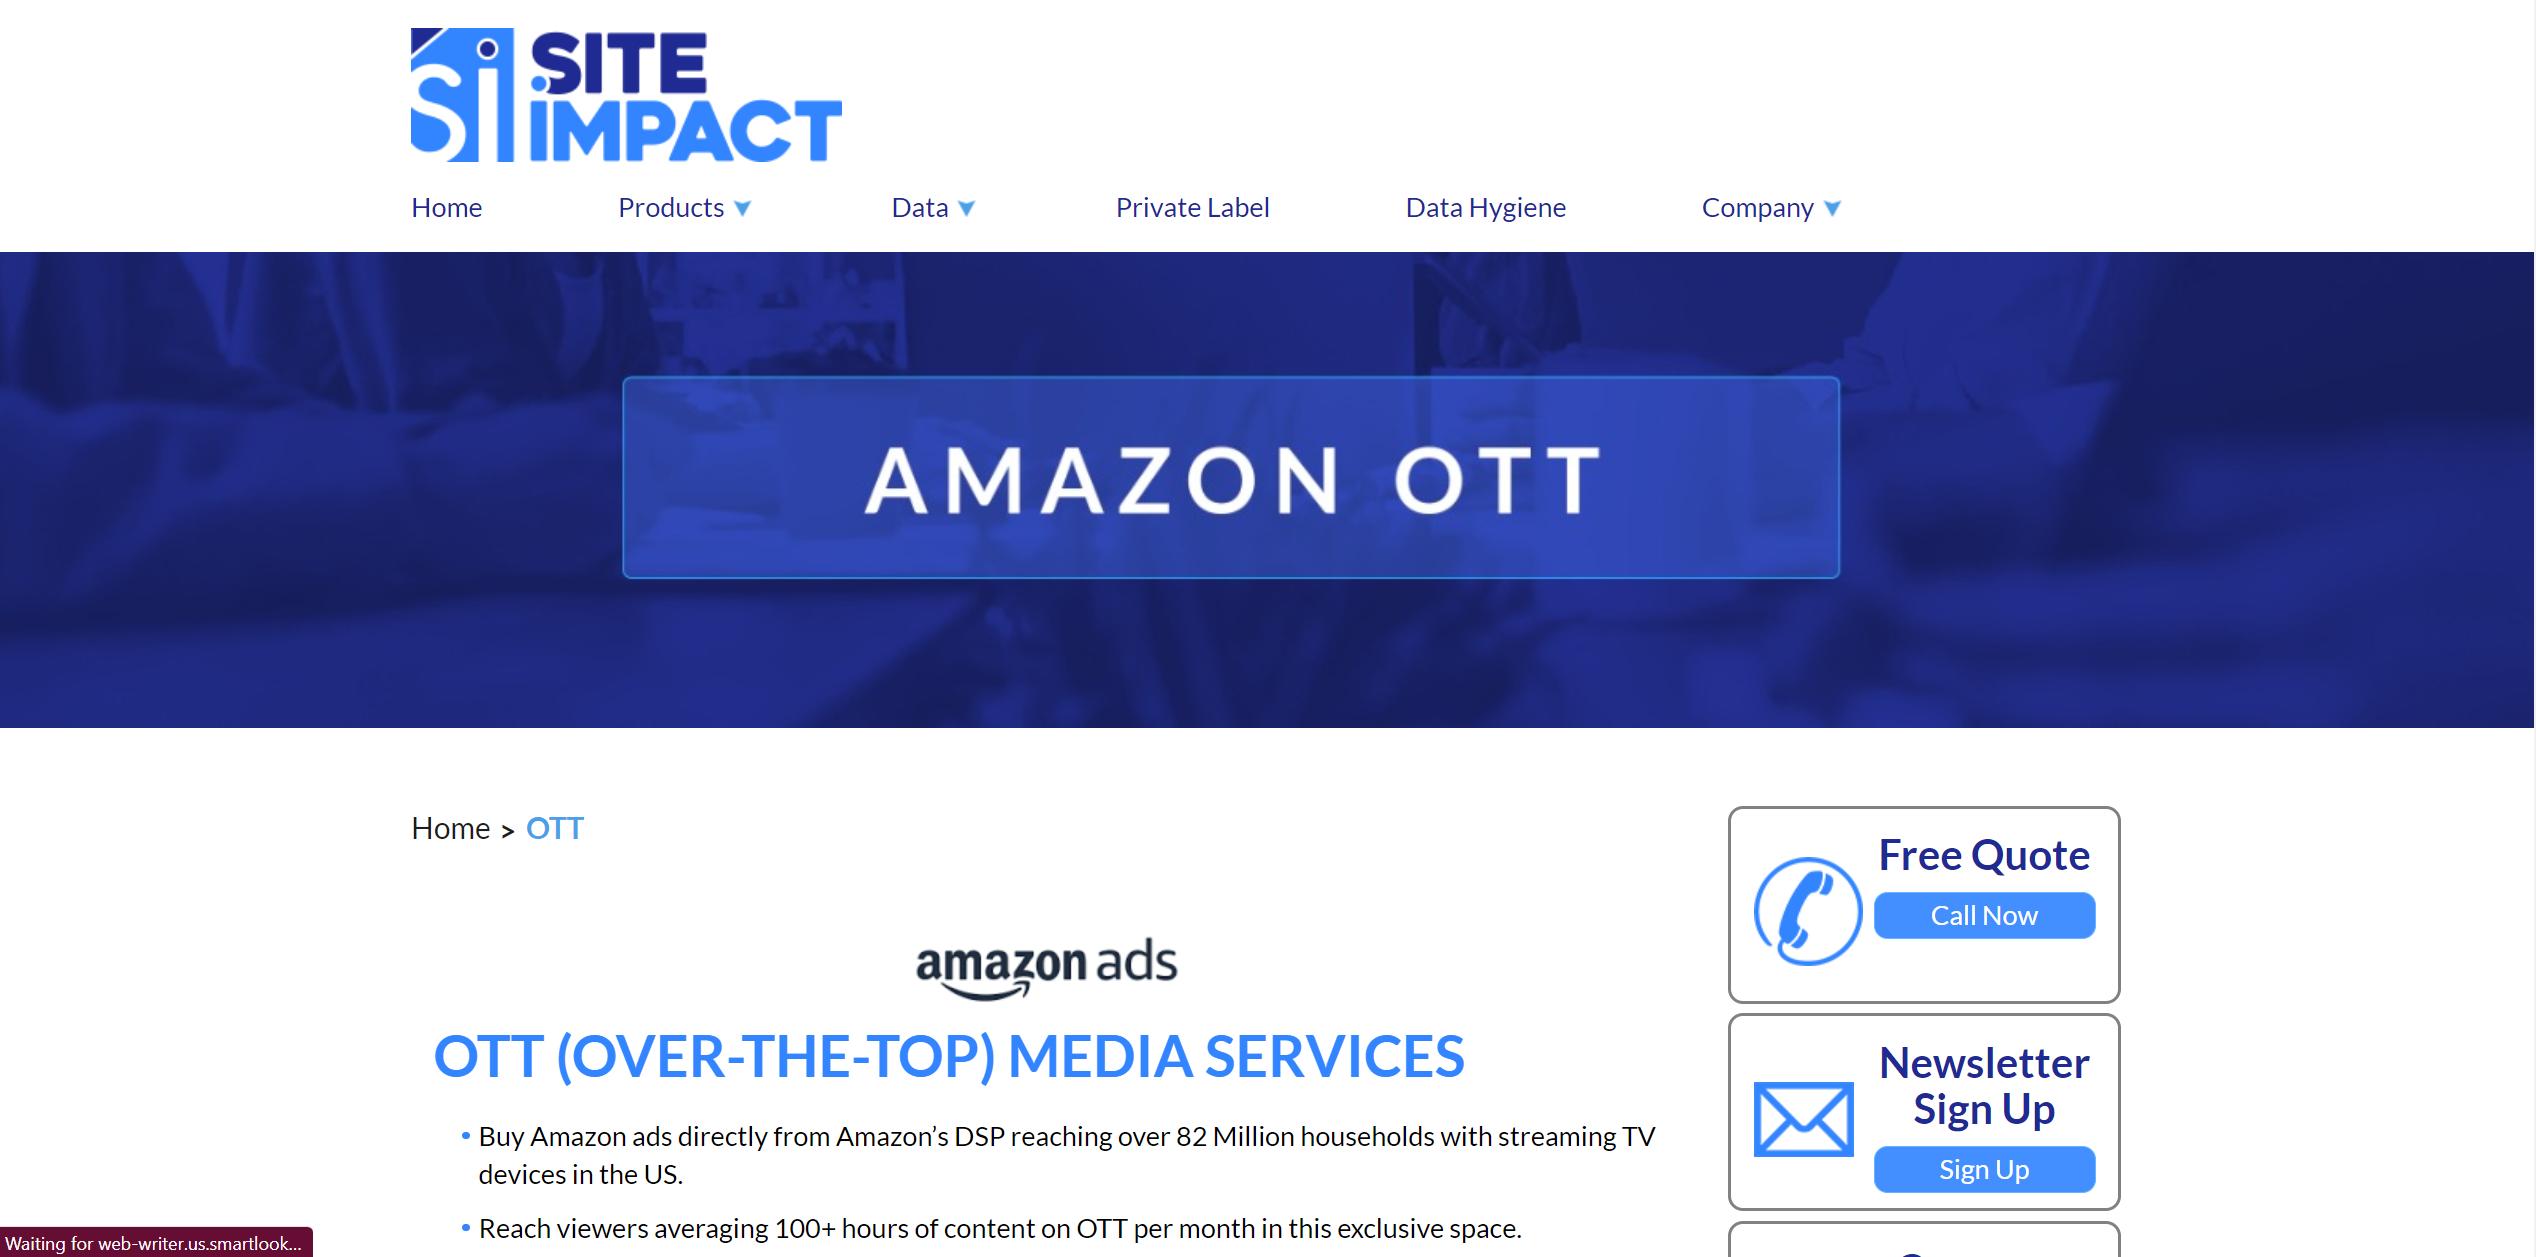 Si SITE
iMPACT
Home Products Data Private Label Data Hygiene Company
AMAZON OTT
Home > OTT
Free Quote
Call Now
amazon ads
OTT (OVER-THE-TOP) MEDIA SERVICES
Newsletter
Sign Up
Sign Up
• Buy Amazon ads directly from Amazon’s DSP reaching over 82 Million households with streaming TV
devices in the US.
• Reach viewers averaging 100+ hours of content on OTT per month in this exclusive space.
Waiting for web-writer.us.smartlook...